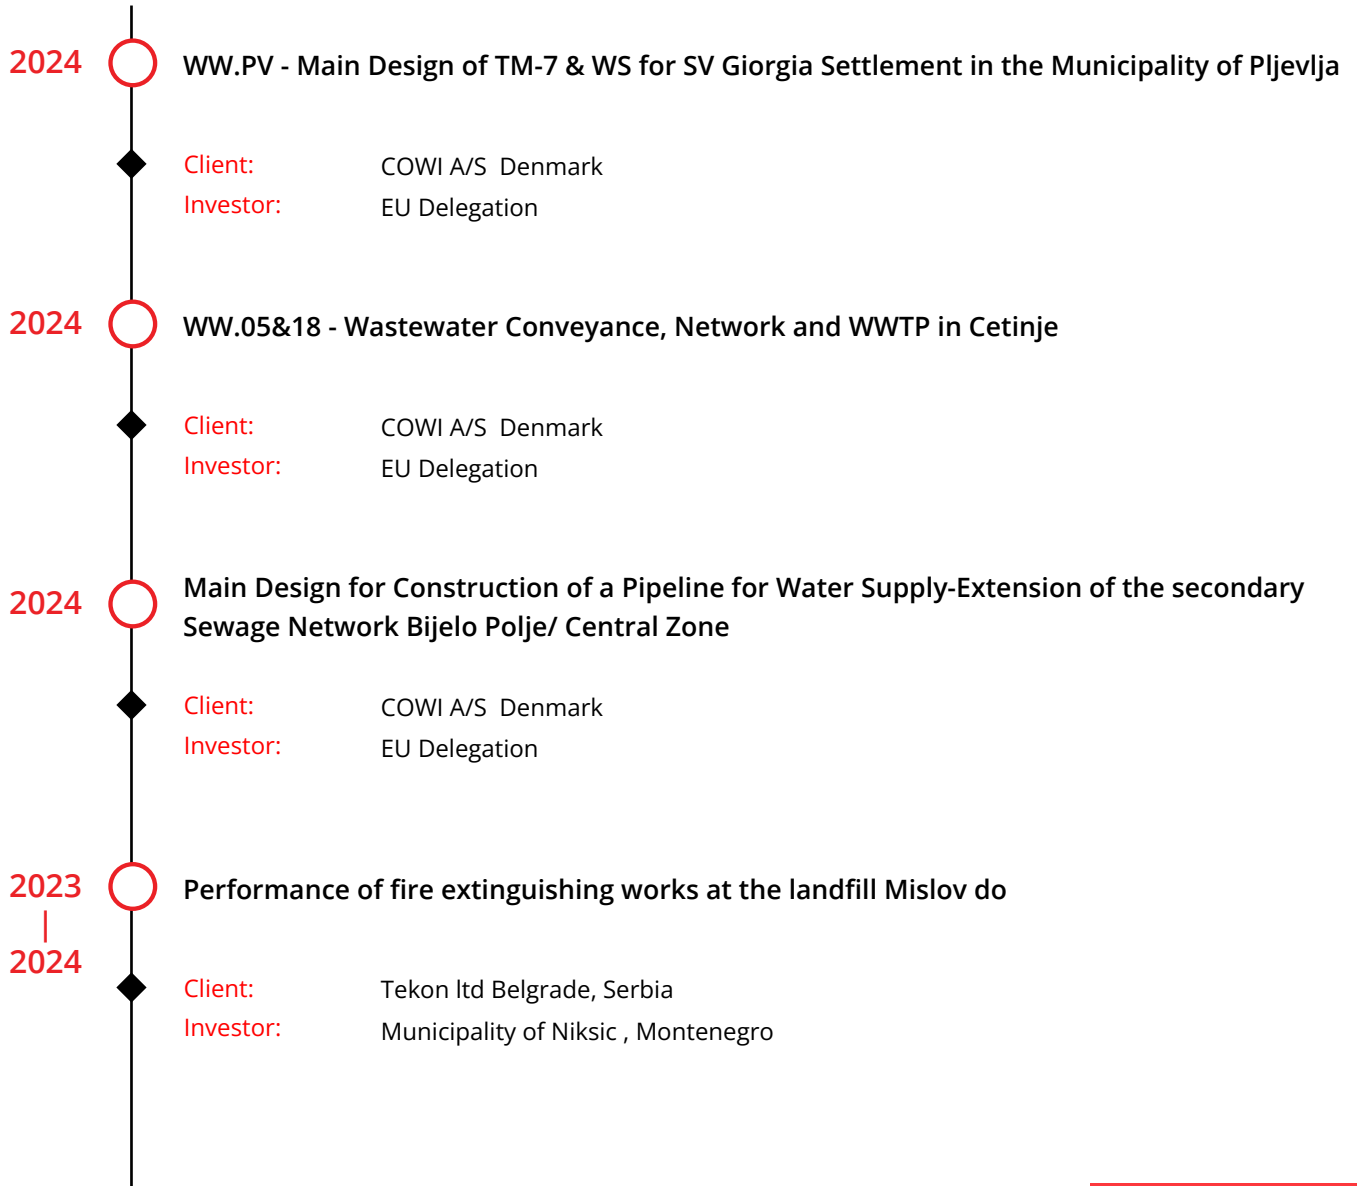 2024
WW.PV - Main Design of TM-7 & WS for SV Giorgia Settlement in the Municipality of Pljevlja
Client: COWI A/S Denmark
Investor: EU Delegation
2024
WW.05&18 - Wastewater Conveyance, Network and WWTP in Cetinje
Client: COWI A/S Denmark
Investor: EU Delegation
2024
Main Design for Construction of a Pipeline for Water Supply-Extension of the secondary
Sewage Network Bijelo Polje/ Central Zone
Client: COWI A/S Denmark
Investor: EU Delegation
2023
|
2024
Performance of fire extinguishing works at the landfill Mislov do
Client: Tekon ltd Belgrade, Serbia
Investor: Municipality of Niksic , Montenegro